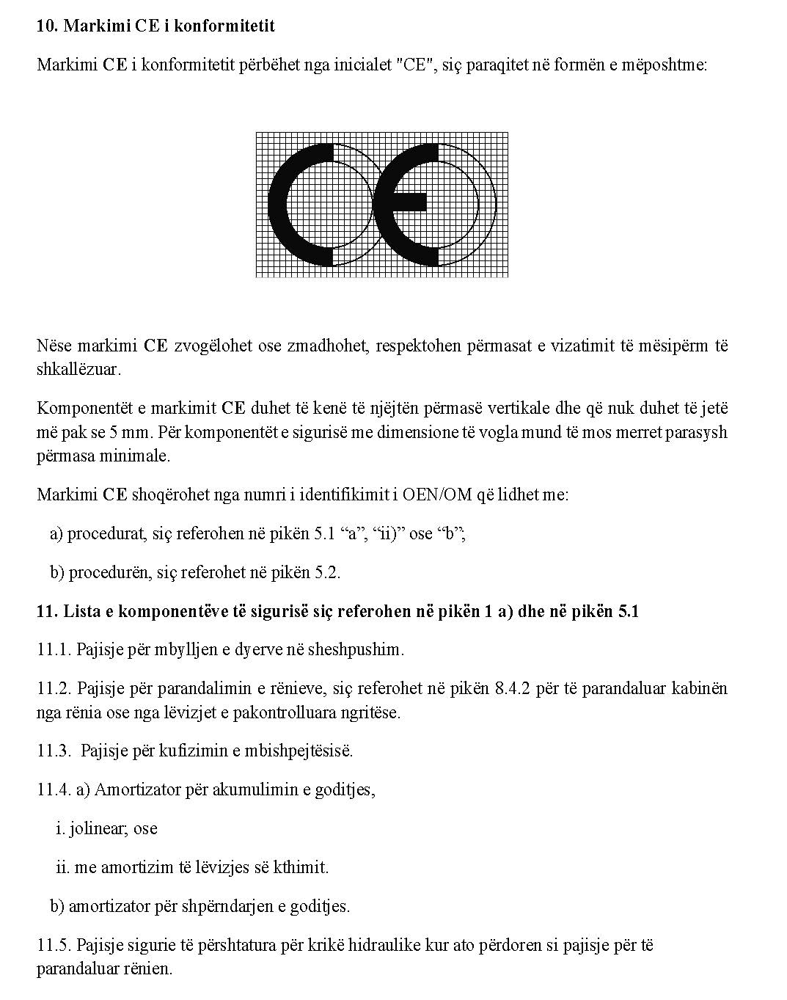 10. Markimi CE i konformitetit
Markimi CE i konformitetit përbëhet nga inicialet "CE", siç paraqitet në formën e mëposhtme:
CE
Nëse markimi CE zvogëlohet ose zmadhohet, respektohen përmasat e vizatimit të mësipërm të
shkallëzuar.
Komponentët e markimit CE duhet të kenë të njëjtën përmasë vertikale dhe që nuk duhet të jetë
më pak se 5 mm. Për komponentët e sigurisë me dimensione të vogla mund të mos merret parasysh
përmasa minimale.
Markimi CE shoqërohet nga numri i identifikimit i OEN/OM që lidhet me:
a) procedurat, siç referohen në pikën 5.1 “a”, “ii)” ose “b”;
b) procedurën, siç referohet në pikën 5.2.
11. Lista e komponentëve të sigurisë siç referohen në pikën 1 a) dhe në pikën 5.1
11.1. Pajisje për mbylljen e dyerve në sheshpushim.
11.2. Pajisje për parandalimin e rënieve, siç referohet në pikën 8.4.2 për të parandaluar kabinën
nga rënia ose nga lëvizjet e pakontrolluara ngritëse.
11.3. Pajisje për kufizimin e mbishpejtësisë.
11.4. a) Amortizator për akumulimin e goditjes,
i. jolinear; ose
ii. me amortizim të lëvizjes së kthimit.
b) amortizator për shpërndarjen e goditjes.
11.5. Pajisje sigurie të përshtatura për krikë hidraulike kur ato përdoren si pajisje për të
parandaluar rënien.